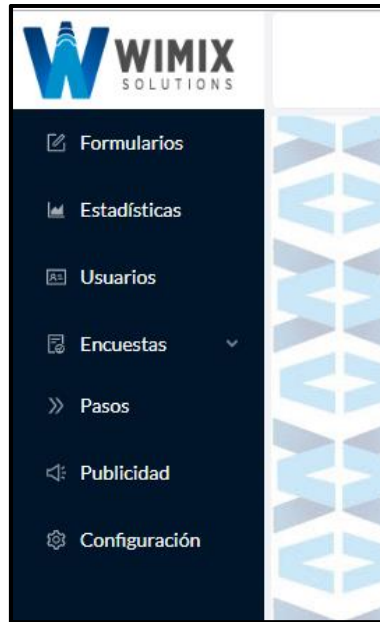 WIMIX
SOLUTIONS
Formularios
Estadísticas
Usuarios
Encuestas
Pasos
Publicidad
Configuración